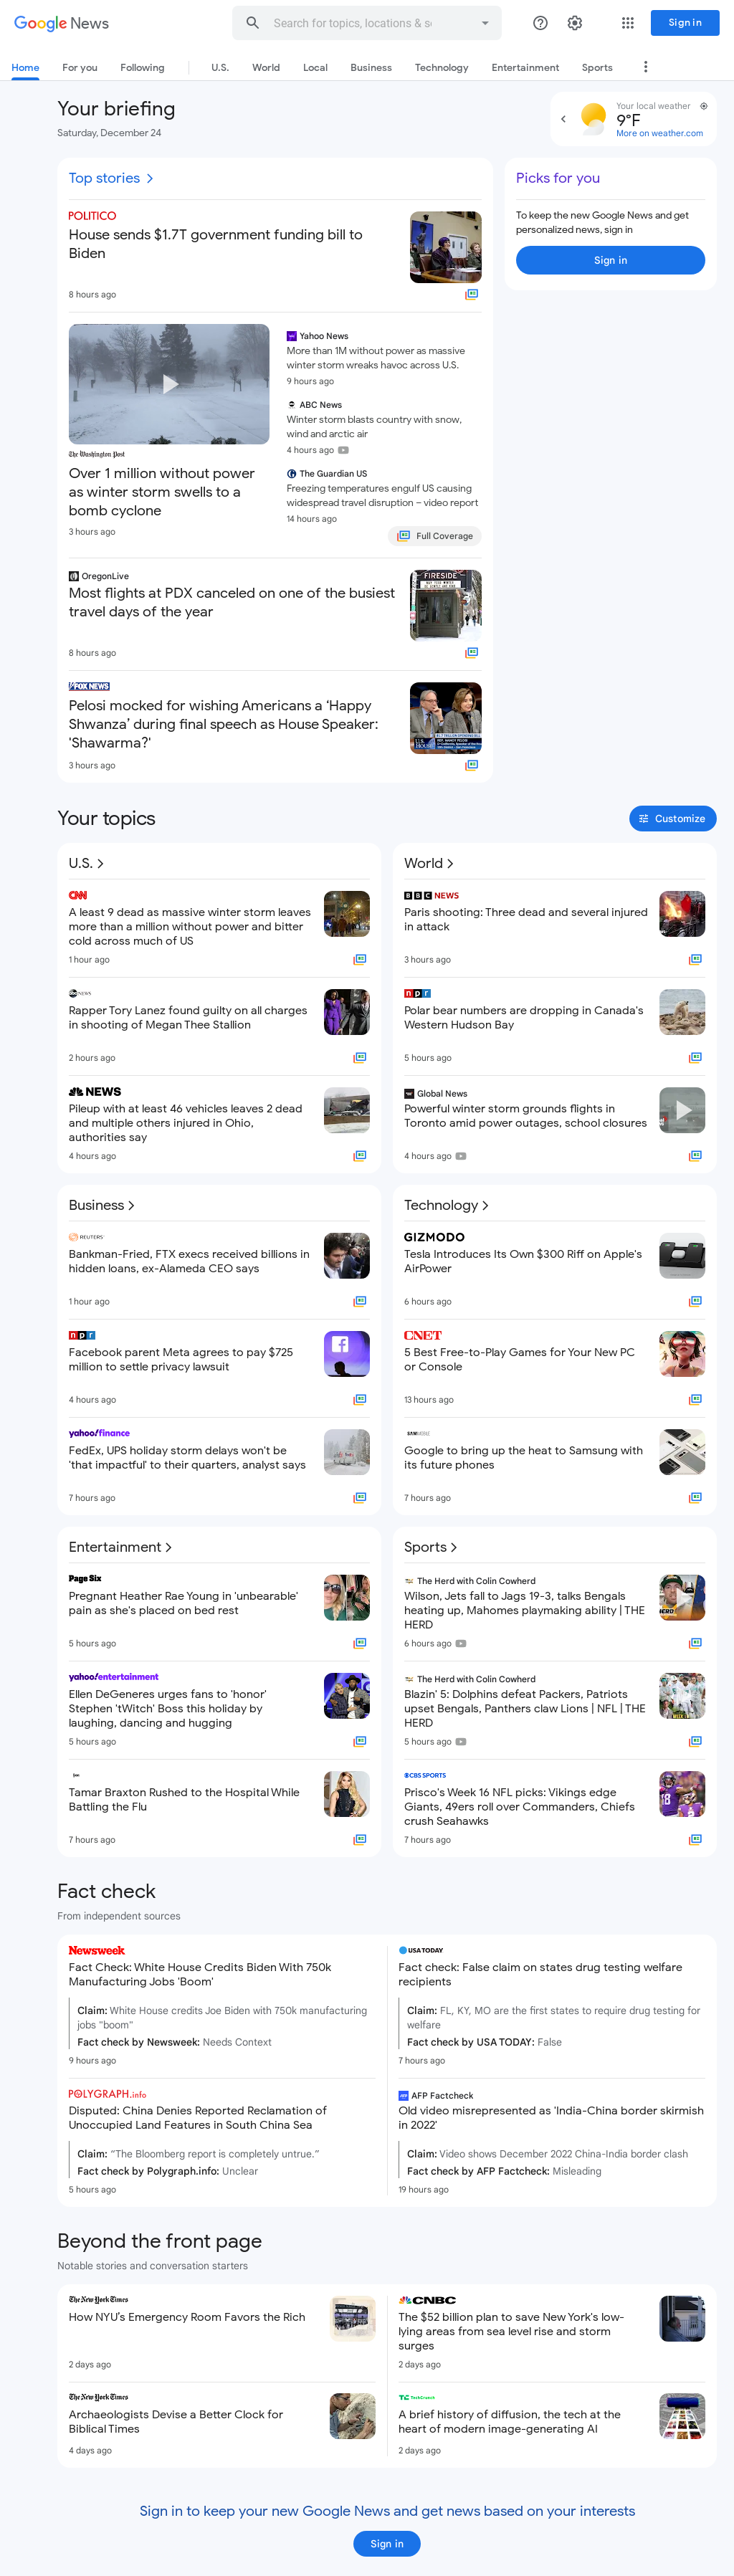 Google News
Search for topics, locations & so
Sign in
Home
For you
Following
U.S.
World
Local
Business
Technology
Entertainment
Sports
Your briefing
Saturday, December 24
Your local weather
9°F
More on weather.com
Top stories
POLITICO
House sends $1.7T government funding bill to
Biden
8 hours ago
The Washington Post
Over 1 million without power
as winter storm swells to a
bomb cyclone
3 hours ago
Yahoo News
More than 1M without power as massive
winter storm wreaks havoc across U.S.
9 hours ago
ABC News
Winter storm blasts country with snow,
wind and arctic air
4 hours ago
The Guardian US
Freezing temperatures engulf US causing
widespread travel disruption – video report
14 hours ago
Full Coverage
OregonLive
Most flights at PDX canceled on one of the busiest
travel days of the year
8 hours ago
FIRESIDE
FOX NEWS
Pelosi mocked for wishing Americans a ‘Happy
Shwanza’ during final speech as House Speaker:
'Shawarma?'
3 hours ago
Picks for you
To keep the new Google News and get
personalized news, sign in
Sign in
Your topics
Customize
U.S.
CNN
A least 9 dead as massive winter storm leaves
more than a million without power and bitter
cold across much of US
1 hour ago
abc NEWS
Rapper Tory Lanez found guilty on all charges
in shooting of Megan Thee Stallion
2 hours ago
NEWS
Pileup with at least 46 vehicles leaves 2 dead
and multiple others injured in Ohio,
authorities say
4 hours ago
World
BBC NEWS
Paris shooting: Three dead and several injured
in attack
3 hours ago
npr
Polar bear numbers are dropping in Canada's
Western Hudson Bay
5 hours ago
Global News
Powerful winter storm grounds flights in
Toronto amid power outages, school closures
4 hours ago
Business
REUTERS
Bankman-Fried, FTX execs received billions in
hidden loans, ex-Alameda CEO says
1 hour ago
npr
Facebook parent Meta agrees to pay $725
million to settle privacy lawsuit
4 hours ago
yahoo!finance
FedEx, UPS holiday storm delays won't be
'that impactful' to their quarters, analyst says
7 hours ago
Technology
GIZMODO
Tesla Introduces Its Own $300 Riff on Apple's
AirPower
6 hours ago
CNET
5 Best Free-to-Play Games for Your New PC
or Console
13 hours ago
SAMMOBILE
Google to bring up the heat to Samsung with
its future phones
7 hours ago
Entertainment
Page Six
Pregnant Heather Rae Young in 'unbearable'
pain as she's placed on bed rest
5 hours ago
yahoo!entertainment
Ellen DeGeneres urges fans to 'honor'
Stephen 'tWitch' Boss this holiday by
laughing, dancing and hugging
5 hours ago
Tamar Braxton Rushed to the Hospital While
Battling the Flu
7 hours ago
Sports
The Herd with Colin Cowherd
Wilson, Jets fall to Jags 19-3, talks Bengals
heating up, Mahomes playmaking ability | THE
HERD
6 hours ago
The Herd with Colin Cowherd
Blazin' 5: Dolphins defeat Packers, Patriots
upset Bengals, Panthers claw Lions | NFL | THE
HERD
5 hours ago
CBS SPORTS
Prisco's Week 16 NFL picks: Vikings edge
Giants, 49ers roll over Commanders, Chiefs
crush Seahawks
7 hours ago
Fact check
From independent sources
Newsweek
Fact Check: White House Credits Biden With 750k
Manufacturing Jobs 'Boom'
Claim: White House credits Joe Biden with 750k manufacturing
jobs "boom"
Fact check by Newsweek: Needs Context
9 hours ago
POLYGRAPH.info
Disputed: China Denies Reported Reclamation of
Unoccupied Land Features in South China Sea
Claim: “The Bloomberg report is completely untrue.”
Fact check by Polygraph.info: Unclear
5 hours ago
USA TODAY
Fact check: False claim on states drug testing welfare
recipients
Claim: FL, KY, MO are the first states to require drug testing for
welfare
Fact check by USA TODAY: False
7 hours ago
AFP Factcheck
Old video misrepresented as 'India-China border skirmish
in 2022'
Claim: Video shows December 2022 China-India border clash
Fact check by AFP Factcheck: Misleading
19 hours ago
Beyond the front page
Notable stories and conversation starters
The New York Times
How NYU’s Emergency Room Favors the Rich
2 days ago
The New York Times
Archaeologists Devise a Better Clock for
Biblical Times
4 days ago
CNBC
The $52 billion plan to save New York's low-
lying areas from sea level rise and storm
surges
2 days ago
TechCrunch
A brief history of diffusion, the tech at the
heart of modern image-generating AI
2 days ago
Sign in to keep your new Google News and get news based on your interests
Sign in